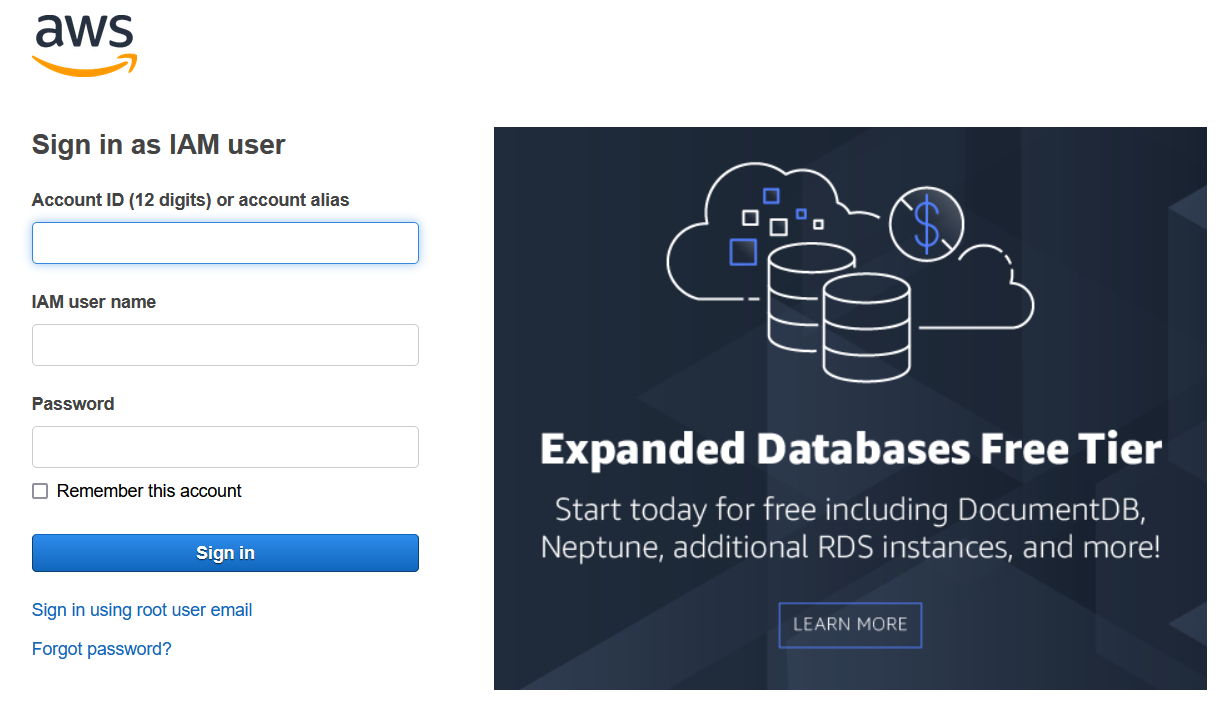 aws
Sign in as IAM user
Account ID (12 digits) or account alias
IAM user name
Password
Remember this account
Sign in
Sign in using root user email
Forgot password?
$
Expanded Databases Free Tier
Start today for free including DocumentDB,
Neptune, additional RDS instances, and more!
LEARN MORE